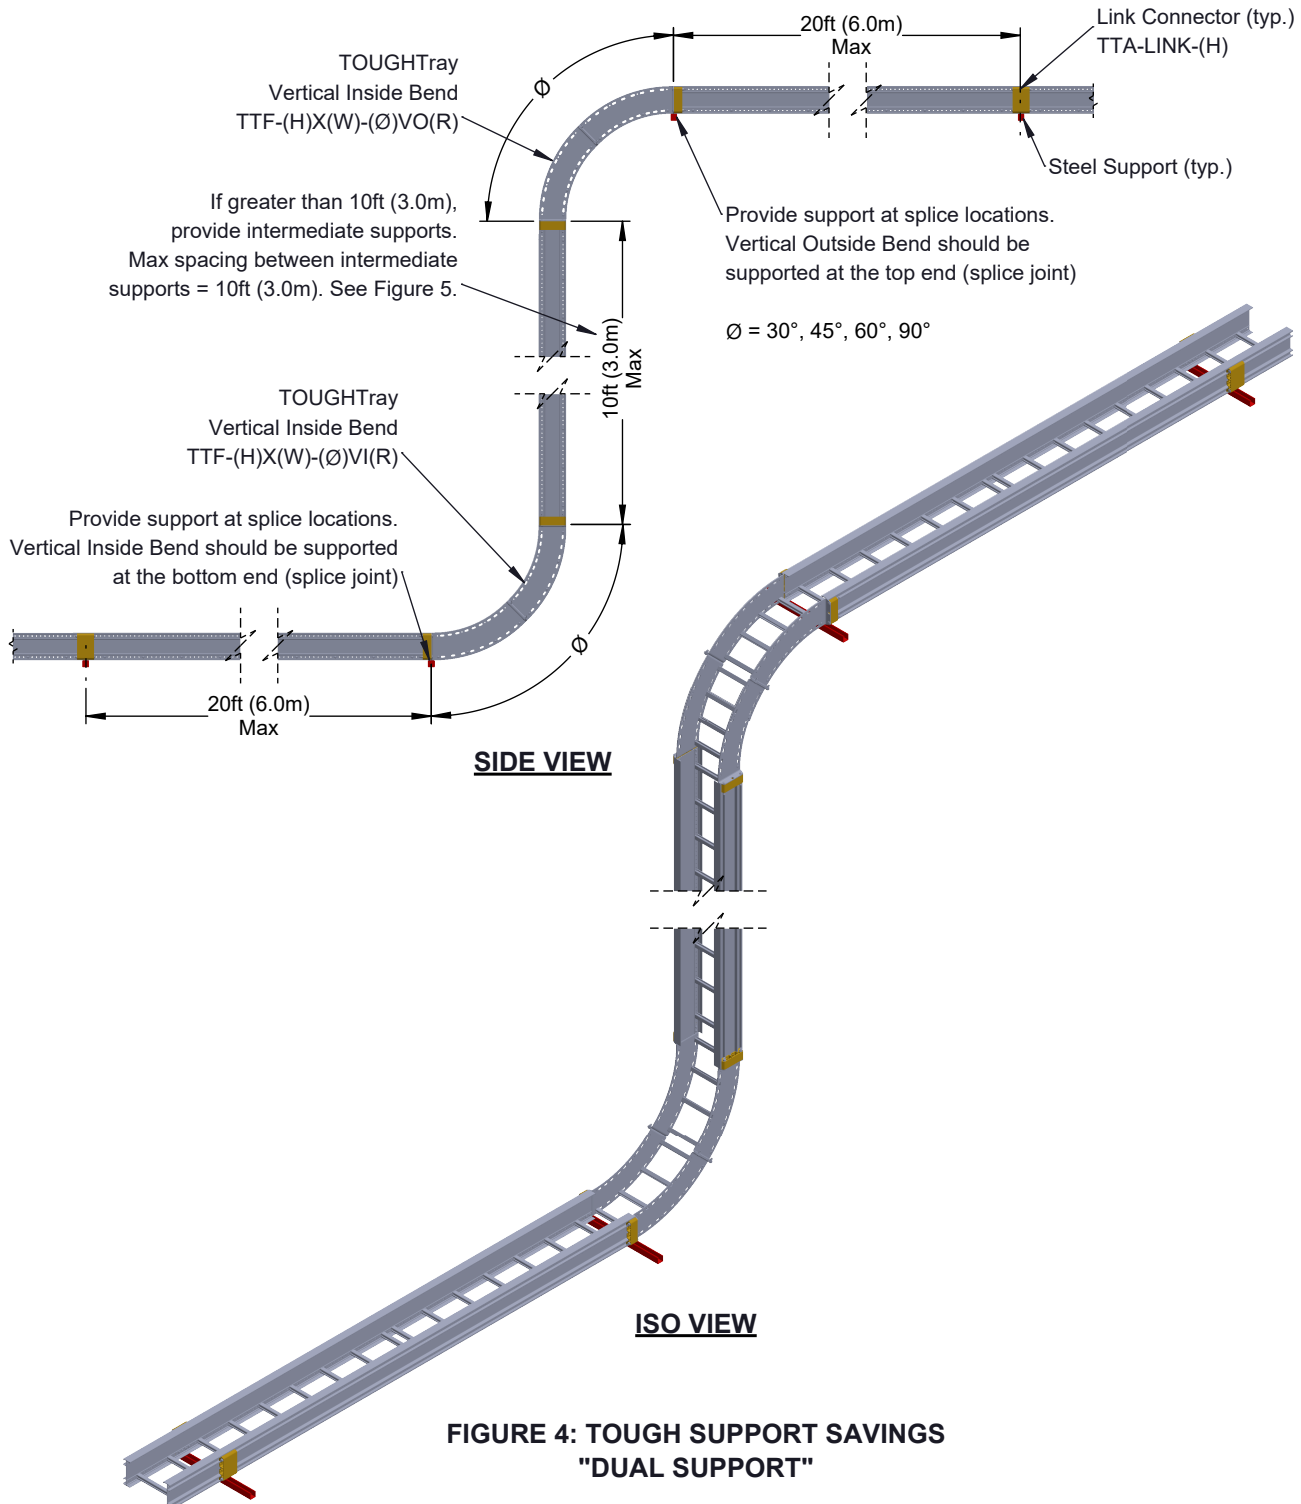 20ft (6.0m)
Max
Link Connector (typ.)
TTA-LINK-(H)
TOUGHTray
Vertical Inside Bend
TTF-(H)X(W)-(Ø)VO(R)
Ø
Steel Support (typ.)
If greater than 10ft (3.0m),
provide intermediate supports.
Max spacing between intermediate
supports = 10ft (3.0m). See Figure 5.
Provide support at splice locations.
Vertical Outside Bend should be
supported at the top end (splice joint)
Ø = 30°, 45°, 60°, 90°
10ft (3.0m)
Max
TOUGHTray
Vertical Inside Bend
TTF-(H)X(W)-(Ø)VI(R)
Provide support at splice locations.
Vertical Inside Bend should be supported
at the bottom end (splice joint)
Ø
20ft (6.0m)
Max
SIDE VIEW
ISO VIEW
FIGURE 4: TOUGH SUPPORT SAVINGS
"DUAL SUPPORT"